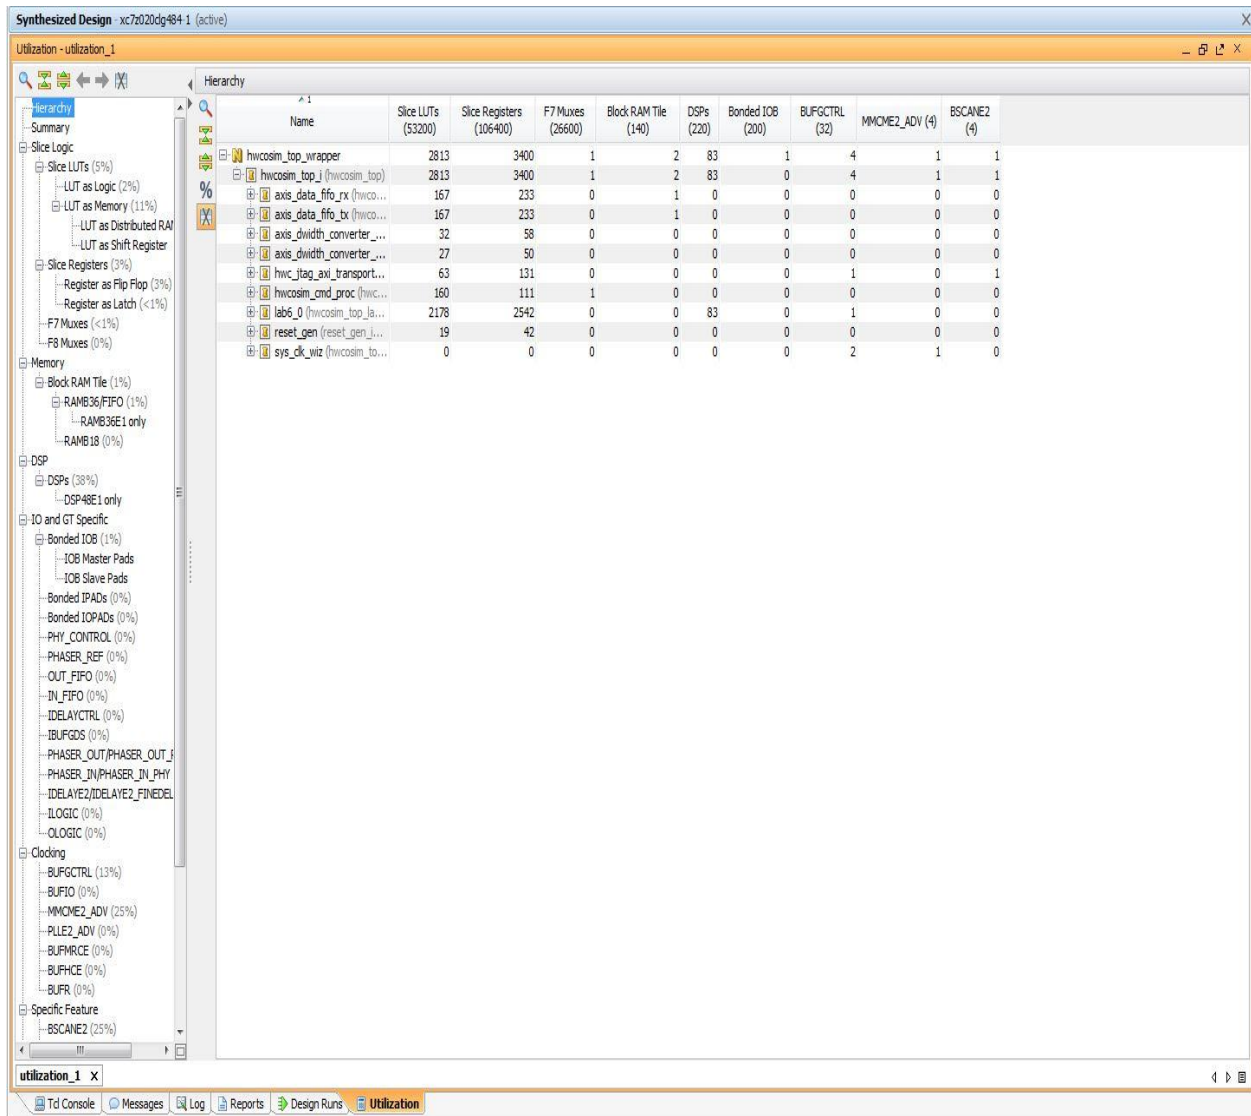 Synthesized Design - xc7z020clg484-1 (active)
Utilization - utilization_1
Hierarchy
Hierarchy
Summary
Slice Logic
Slice LUTs (5%)
LUT as Logic (2%)
LUT as Memory (11%)
LUT as Distributed RAM
LUT as Shift Register
Slice Registers (3%)
Register as Flip Flop (3%)
Register as Latch (<1%)
F7 Muxes (<1%)
F8 Muxes (0%)
Memory
Block RAM Tile (1%)
RAMB36/FIFO (1%)
RAMB36E1 only
RAMB18 (0%)
DSP
DSPs (38%)
DSP48E1 only
IO and GT Specific
Bonded IOB (1%)
IOB Master Pads
IOB Slave Pads
Bonded IPADs (0%)
Bonded IOPADs (0%)
PHY_CONTROL (0%)
PHASER_REF (0%)
OUT_FIFO (0%)
IN_FIFO (0%)
IDELAYCTRL (0%)
IBUFGDS (0%)
PHASER_OUT/PHASER_OUT_P
PHASER_IN/PHASER_IN_PHY
IDELAYE2/IDELAYE2_FINEDEL
ILOGIC (0%)
OLOGIC (0%)
Clocking
BUFGCTRL (13%)
BUFIO (0%)
MMCME2_ADV (25%)
PLLE2_ADV (0%)
BUFMRCE (0%)
BUFHCE (0%)
BUFR (0%)
Specific Feature
BSCANE2 (25%)
%
1
Name Slice LUTs (53200) Slice Registers (106400) F7 Muxes (26600) Block RAM Tile (140) DSPs (220) Bonded IOB (200) BUFGCTRL (32) MMCME2_ADV (4) BSCANE2 (4)
hwcosim_top_wrapper 2813 3400 1 2 83 1 4 1 1
hwcosim_top_i (hwcosim_top) 2813 3400 1 2 83 0 4 1 1
axis_data_fifo_rx (hwco... 167 233 0 1 0 0 0 0 0
axis_data_fifo_tx (hwco... 167 233 0 1 0 0 0 0 0
axis_dwidth_converter_... 32 58 0 0 0 0 0 0 0
axis_dwidth_converter_... 27 50 0 0 0 0 0 0 0
hwc_jtag_axi_transport... 63 131 0 0 0 0 1 0 1
hwcosim_cmd_proc (hwc... 160 111 1 0 0 0 0 0 0
lab6_0 (hwcosim_top_la... 2178 2542 0 0 83 0 1 0 0
reset_gen (reset_gen_i... 19 42 0 0 0 0 0 0 0
sys_clk_wiz (hwcosim_to... 0 0 0 0 0 0 2 1 0
utilization_1 X
Tcl Console Messages Log Reports Design Runs Utilization